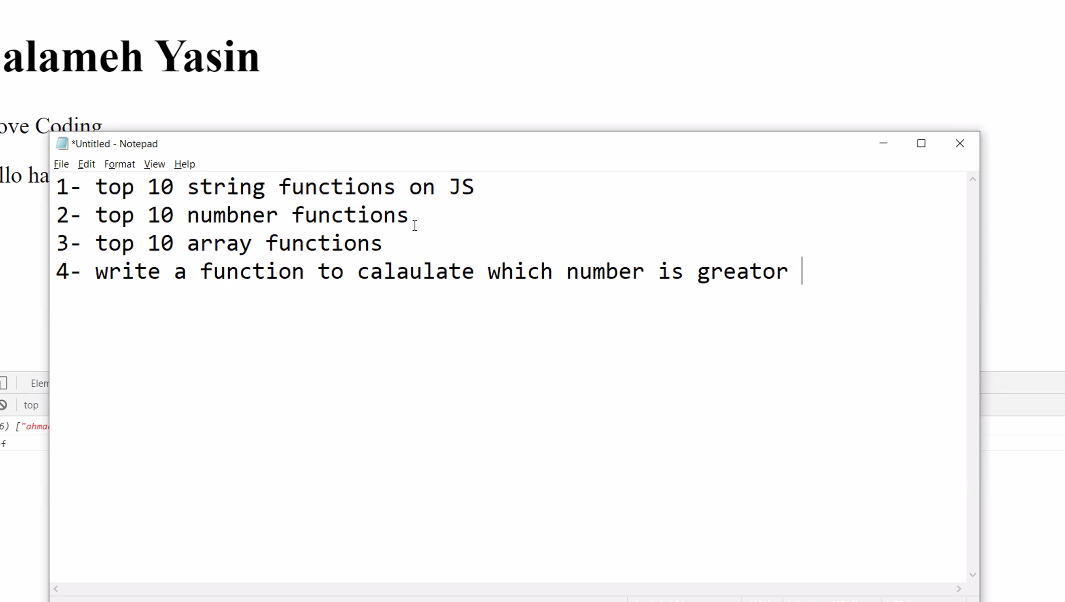 alameh Yasin
ove Coding
llo ha
*Untitled - Notepad
File Edit Format View Help
1- top 10 string functions on JS
2- top 10 numbner functions
3- top 10 array functions
4- write a function to calaulate which number is greator
Elem
top
6) ["ahma
f